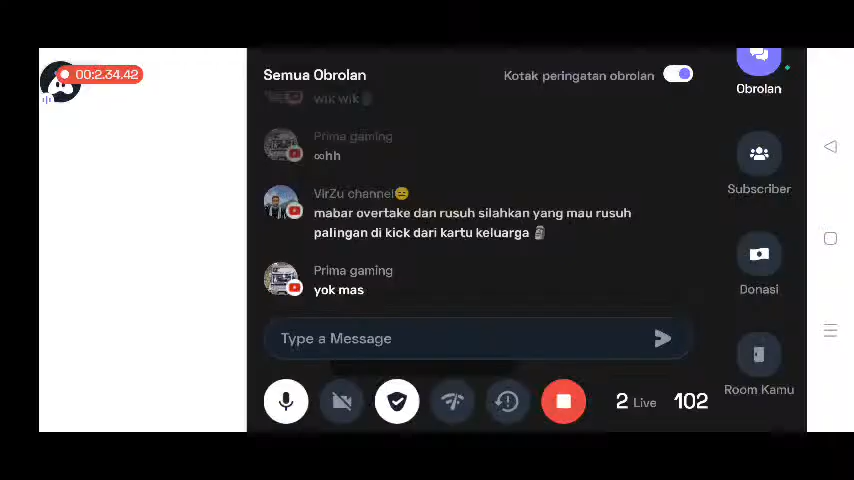 00:2.34.42
Semua Obrolan
Kotak peringatan obrolan
Obrolan
wik wik🗿
Prima gaming
∞hh
Subscriber
VirZu channel😑
mabar overtake dan rusuh silahkan yang mau rusuh
palingan di kick dari kartu keluarga 🗿
Prima gaming
yok mas
Donasi
Type a Message
Room Kamu
2 Live 102